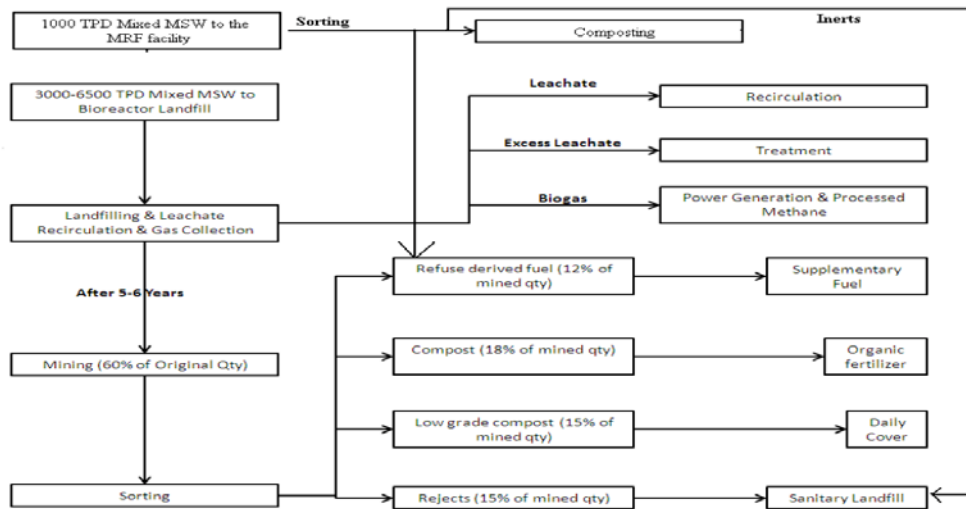 1000 TPD Mixed MSW to the
MRF facility
Sorting
Composting
Inerts
3000-6500 TPD Mixed MSW to
Bioreactor Landfill
Leachate
Recirculation
Excess Leachate
Treatment
Biogas
Power Generation & Processed
Methane
Landfilling & Leachate
Recirculation & Gas Collection
Refuse derived fuel (12% of
mined qty)
Supplementary
Fuel
After 5-6 Years
Mining (60% of Original Qty)
Compost (18% of mined qty)
Organic
fertilizer
Low grade compost (15% of
mined qty)
Daily
Cover
Sorting
Rejects (15% of mined qty)
Sanitary Landfill